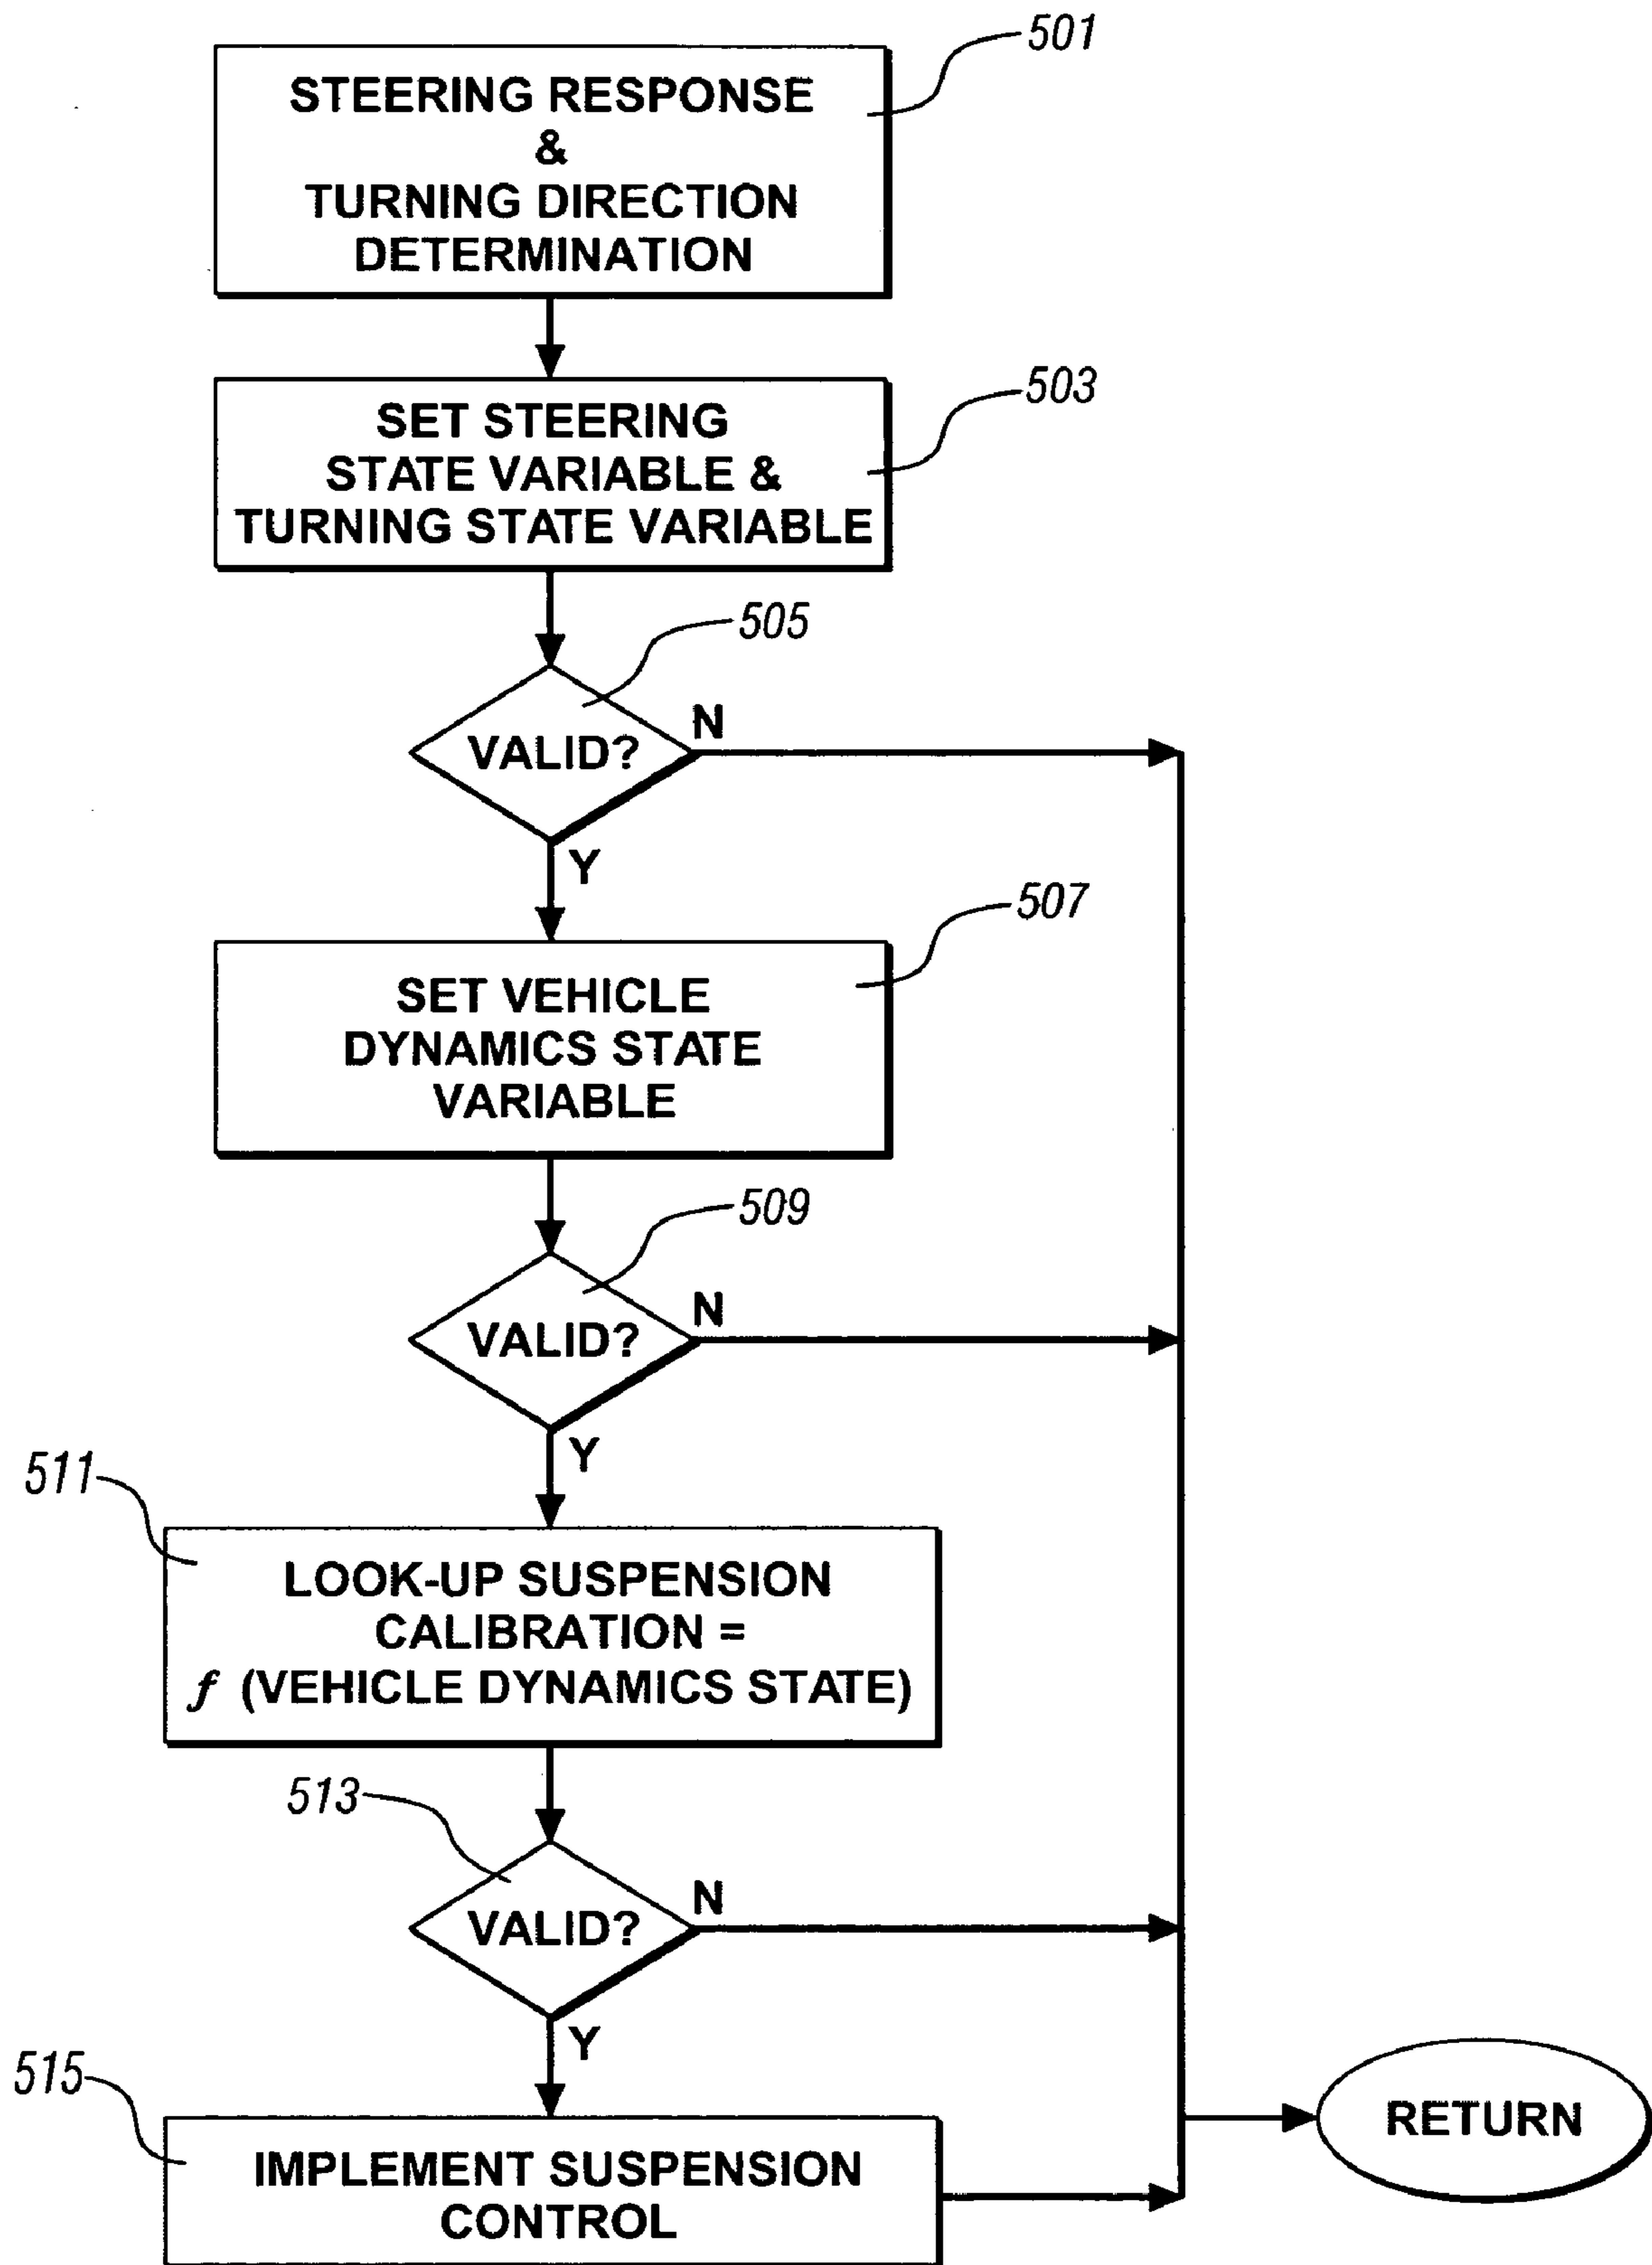 501
STEERING RESPONSE
&
TURNING DIRECTION
DETERMINATION
503
SET STEERING
STATE VARIABLE &
TURNING STATE VARIABLE
505
VALID?
N
Y
507
SET VEHICLE
DYNAMICS STATE
VARIABLE
509
VALID?
N
Y
511
LOOK-UP SUSPENSION
CALIBRATION =
f (VEHICLE DYNAMICS STATE)
513
VALID?
N
Y
515
IMPLEMENT SUSPENSION
CONTROL
RETURN